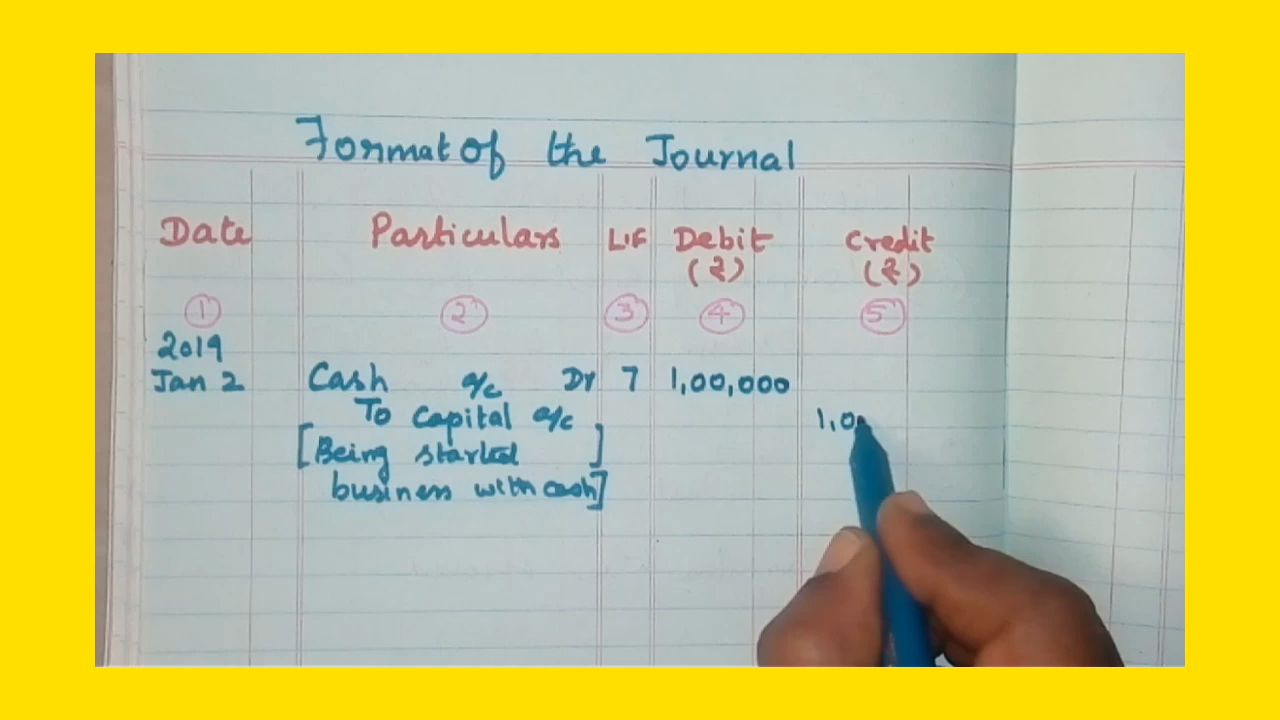 Format of the Journal
Date Particulars L.F Debit Credit
(₹) (₹)
1 2 3 4 5
2019
Jan 2 Cash a/c Dr 7 1,00,000
To Capital a/c 1,00
[Being started ]
business with cash]